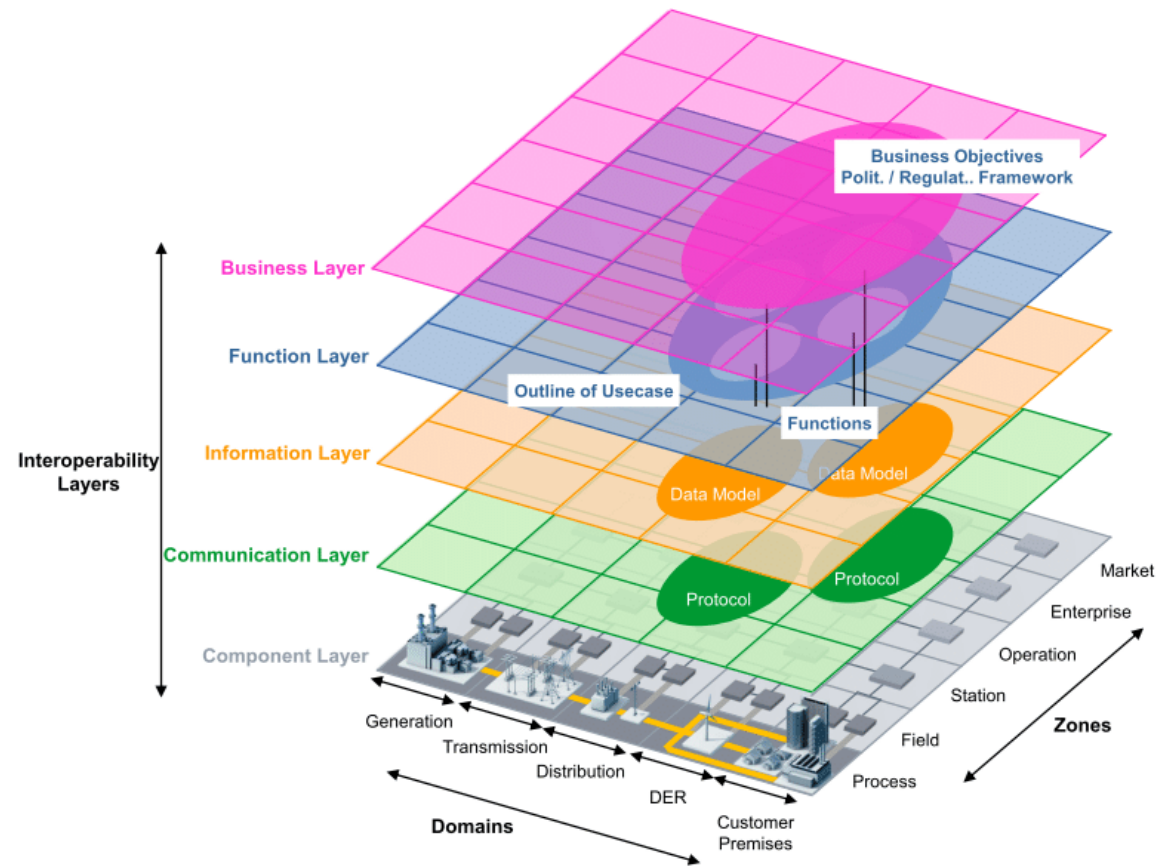 Business Objectives
Polit. / Regulat.. Framework
Business Layer
Function Layer
Outline of Usecase
Functions
Information Layer
Data Model
Data Model
Interoperability
Layers
Communication Layer
Protocol
Protocol
Component Layer
Market
Enterprise
Operation
Station
Field
Process
Zones
Generation
Transmission
Distribution
DER
Customer
Premises
Domains